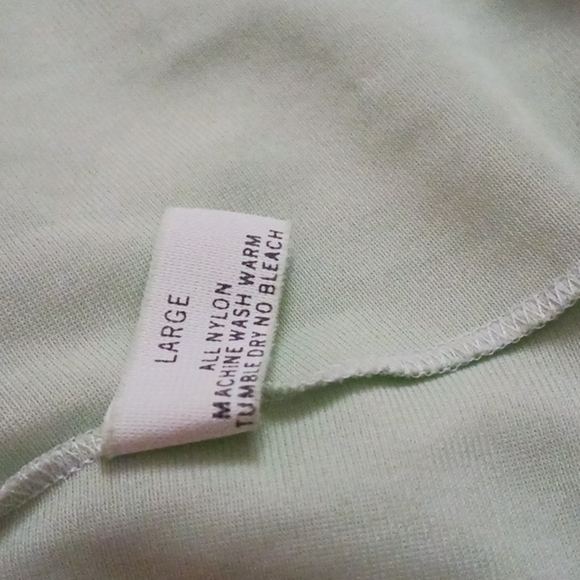 LARGE
ALL NYLON
MACHINE WASH WARM
TUMBLE DRY NO BLEACH